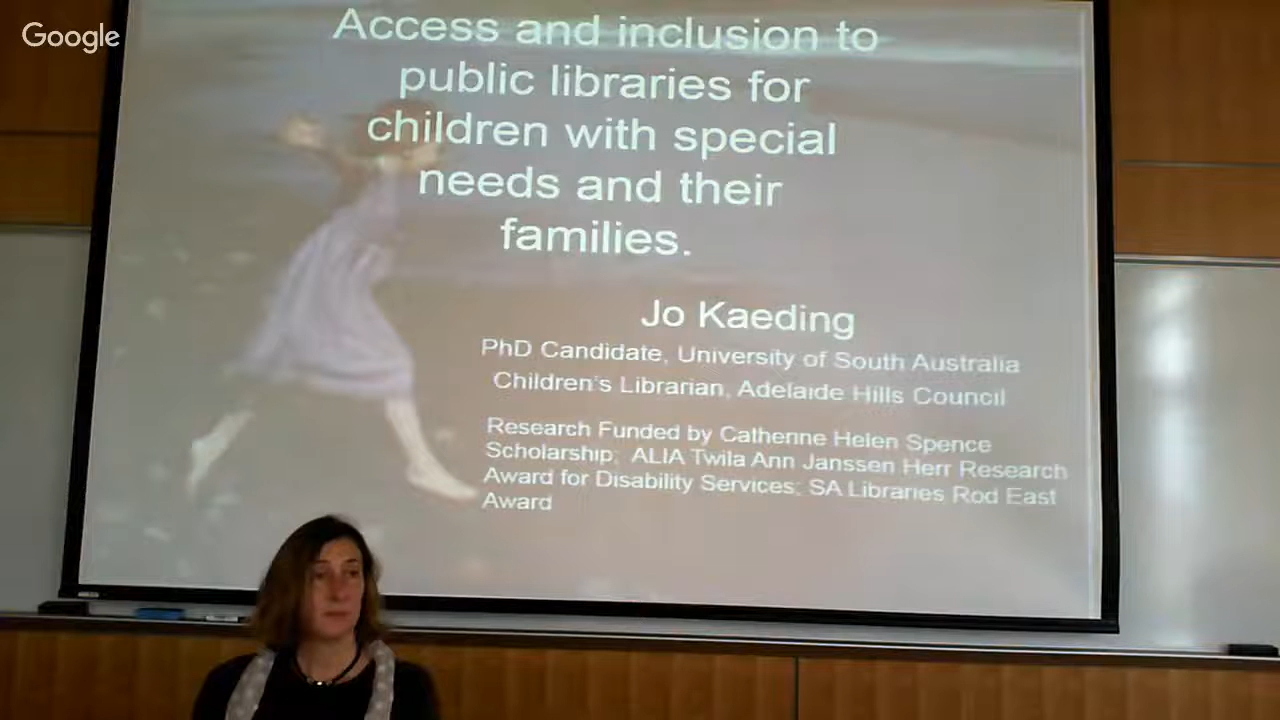 Google
Access and inclusion to
public libraries for
children with special
needs and their
families.
Jo Kaeding
PhD Candidate, University of South Australia
Children's Librarian, Adelaide Hills Council
Research Funded by Catherine Helen Spence
Scholarship; ALIA Twila Ann Janssen Herr Research
Award for Disability Services; SA Libraries Rod East
Award